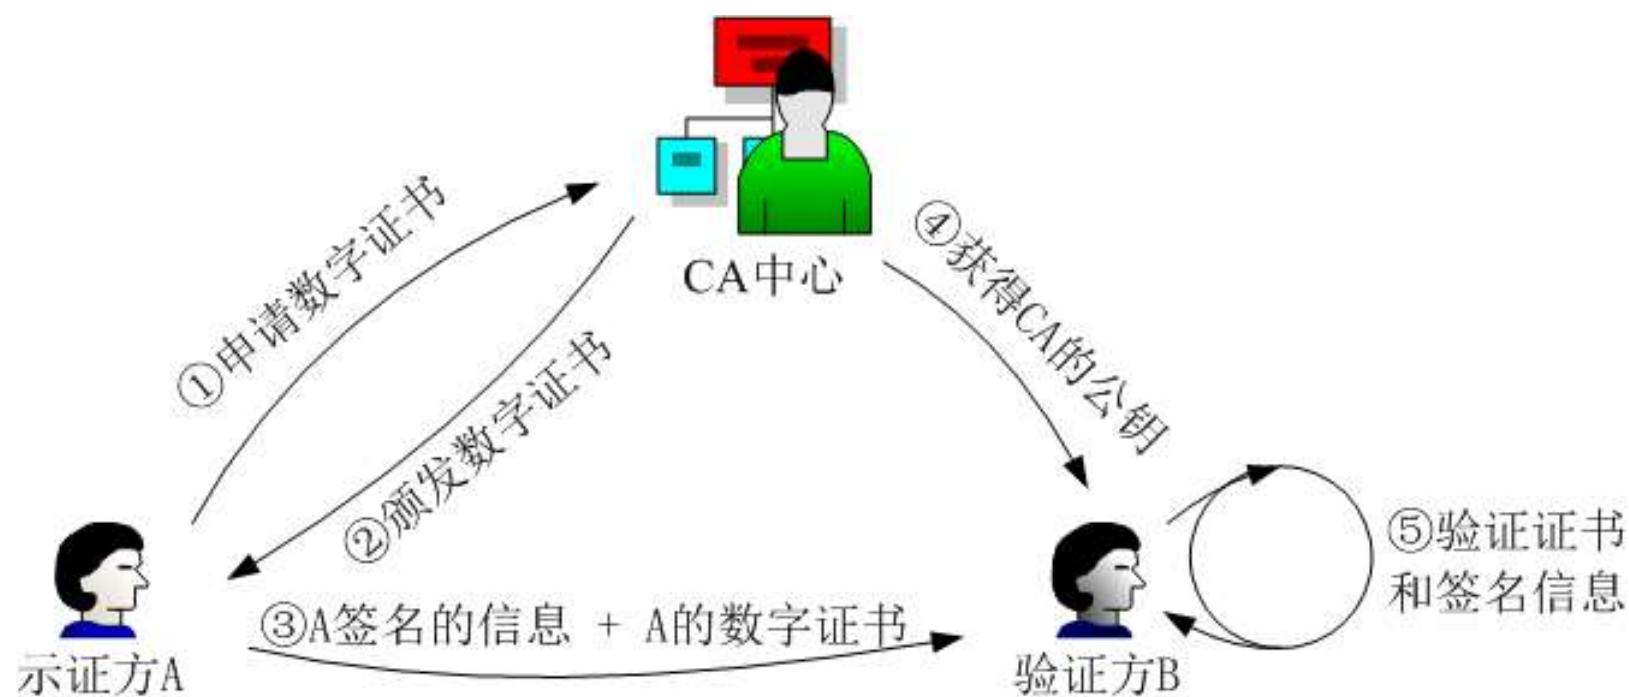 CA中心
①申请数字证书
②颁发数字证书
④获得CA的公钥
③A签名的信息 + A的数字证书
⑤验证证书
和签名信息
示证方A
验证方B